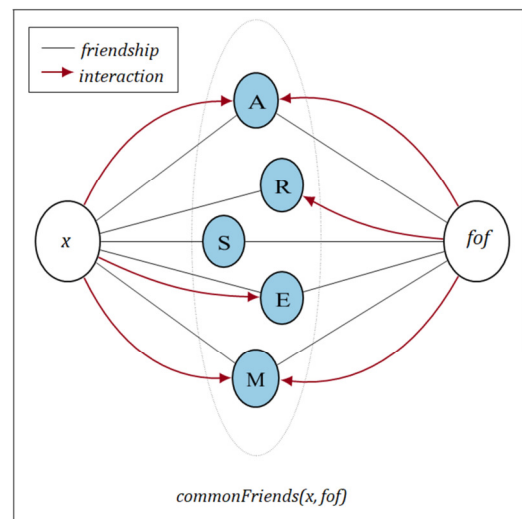 friendship
interaction
A
R
x
S
fof
E
M
commonFriends(x, fof)